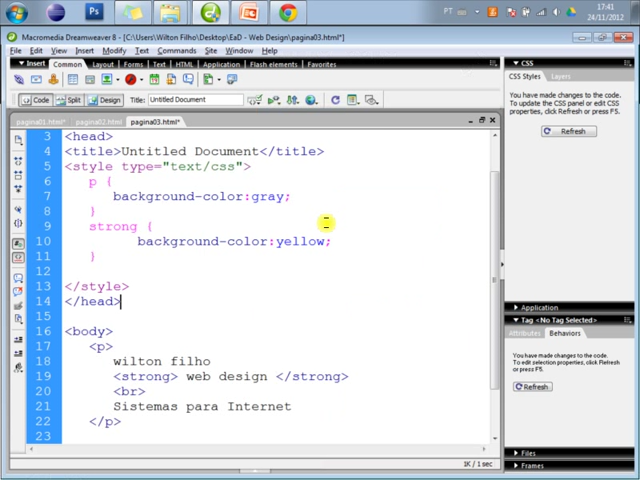 PT
17:41
24/11/2012
Macromedia Dreamweaver 8 - [C:\Users\Wilton Filho\Desktop\EaD - Web Design\pagina03.html*]
File Edit View Insert Modify Text Commands Site Window Help
Insert Common Layout Forms Text HTML Application Flash elements Favorites
Code Split Design Title: Untitled Document
pagina01.html* pagina02.html pagina03.html*
3 <head>
4 <title>Untitled Document</title>
5 <style type="text/css">
6 p {
7 background-color:gray;
8 }
9 strong {
10 background-color:yellow;
11 }
12
13 </style>
14 </head>
15
16 <body>
17 <p>
18 wilton filho
19 <strong> web design </strong>
20 <br>
21 Sistemas para Internet
22 </p>
23
1K / 1 sec
CSS
CSS Styles Layers
You have made changes to the code.
To update the CSS panel or edit CSS
properties, click Refresh or press F5.
Refresh
Application
Tag <No Tag Selected>
Attributes Behaviors
You have made changes to the code.
To edit selection properties, click Refresh
or press F5.
Refresh
Files
Frames